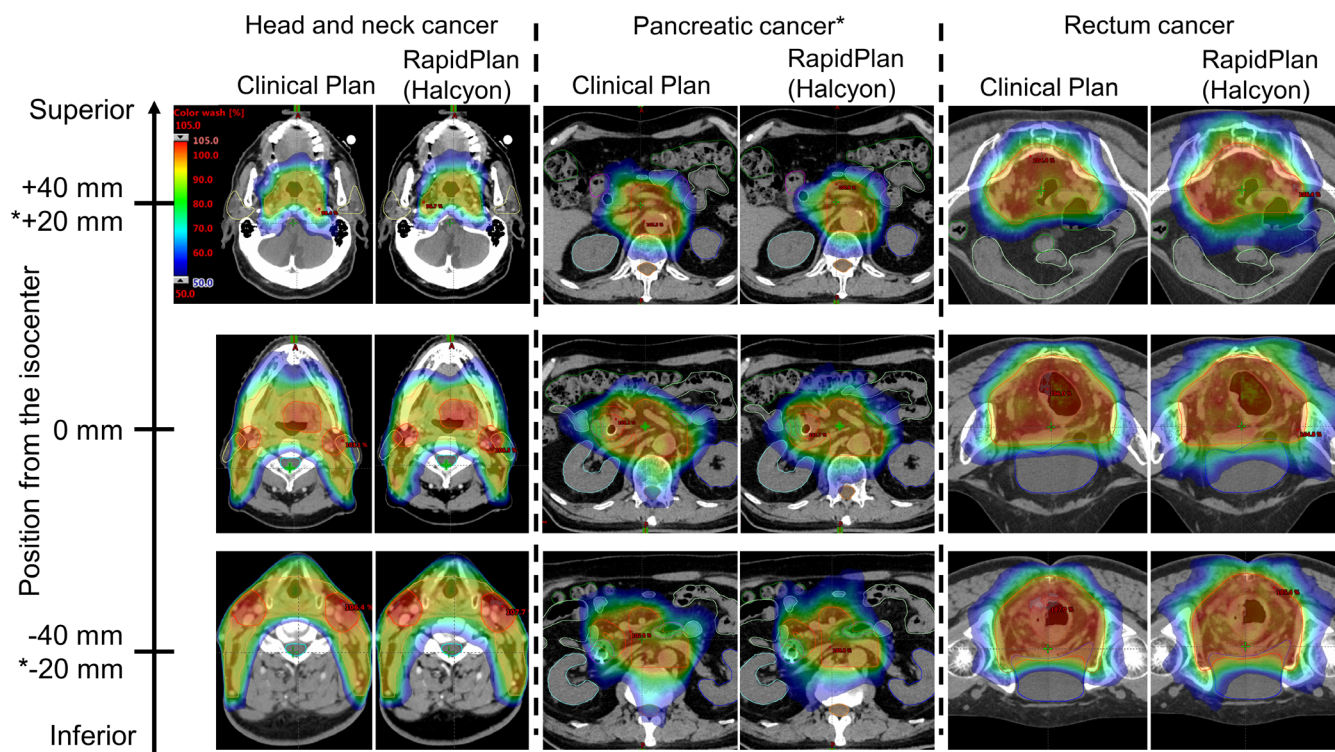 Head and neck cancer
Pancreatic cancer*
Rectum cancer
Clinical Plan
RapidPlan
(Halcyon)
Clinical Plan
RapidPlan
(Halcyon)
Clinical Plan
RapidPlan
(Halcyon)
Superior
+40 mm
*+20 mm
0 mm
-40 mm
*-20 mm
Inferior
Position from the isocenter
Color wash [%]
105.0
105.0
100.0
90.0
80.0
70.0
60.0
50.0
50.0
A
A
A
A